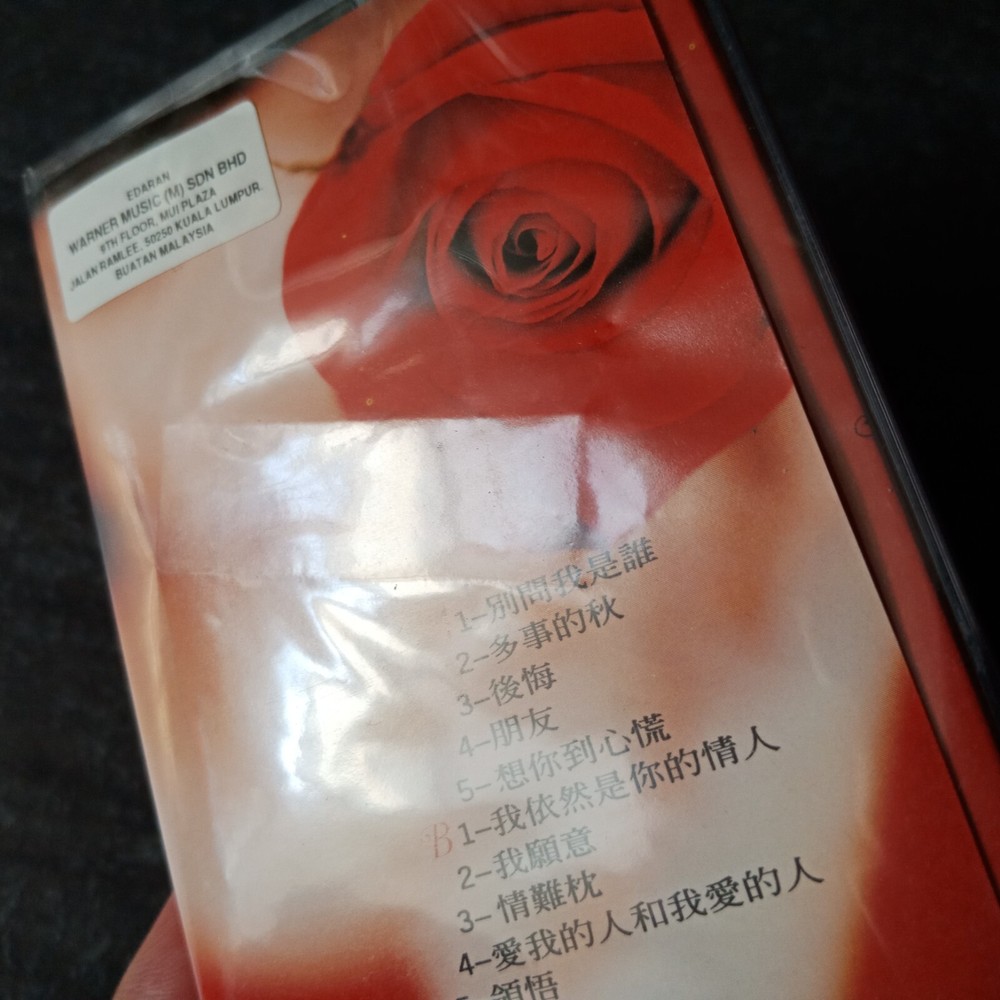 EDARAN
WARNER MUSIC (M) SDN BHD
9TH FLOOR, MUI PLAZA
JALAN RAMLEE, 50250 KUALA LUMPUR.
BUATAN MALAYSIA
1–別問我是誰
2–多事的秋
3–後悔
4–朋友
5–想你到心慌
B 1–我依然是你的情人
2–我願意
3–情難枕
4–愛我的人和我愛的人
5–領悟